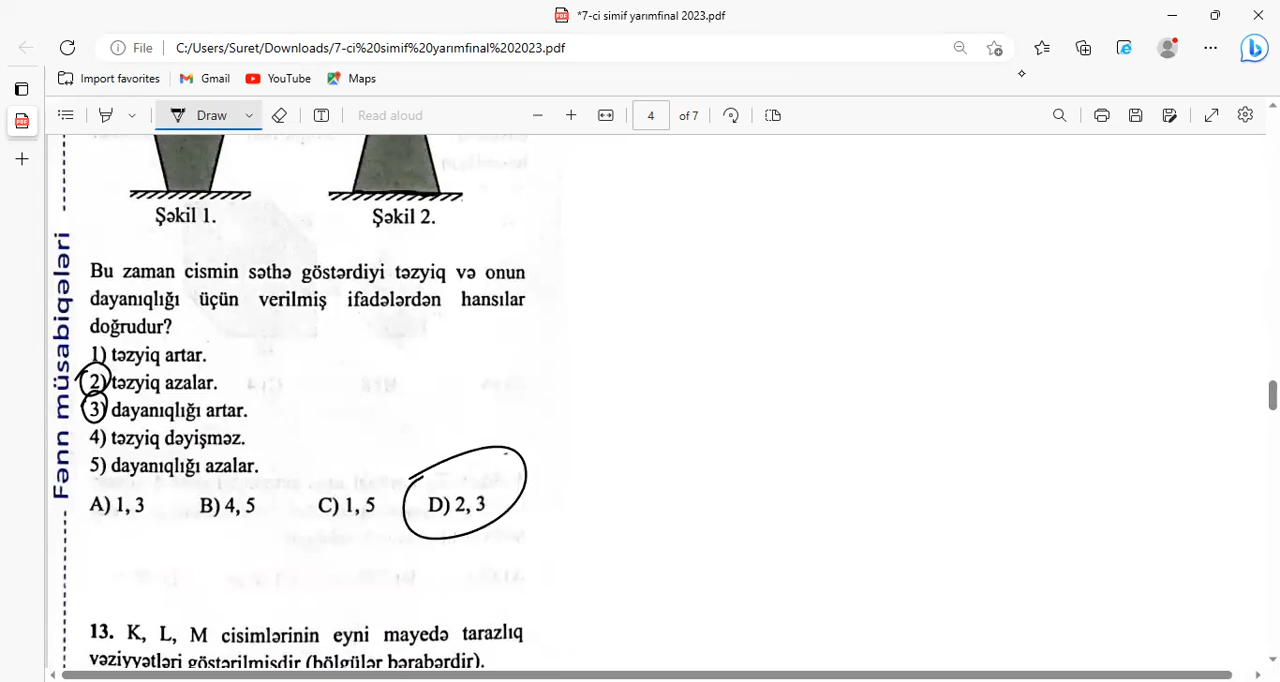 *7-ci simif yarımfinal 2023.pdf
File C:/Users/Suret/Downloads/7-ci%20simif%20yarımfinal%202023.pdf
Import favorites Gmail YouTube Maps
Draw Read aloud 4 of 7
Şəkil 1. Şəkil 2.
Fənn müsabiqələri
Bu zaman cismin səthə göstərdiyi təzyiq və onun
dayanıqlığı üçün verilmiş ifadələrdən hansılar
doğrudur?
1) təzyiq artar.
2) təzyiq azalar.
3) dayanıqlığı artar.
4) təzyiq dəyişməz.
5) dayanıqlığı azalar.
A) 1, 3 B) 4, 5 C) 1, 5 D) 2, 3
13. K, L, M cisimlərinin eyni mayedə tarazlıq
vəziyyətləri göstərilmişdir (bölgülər bərabərdir).